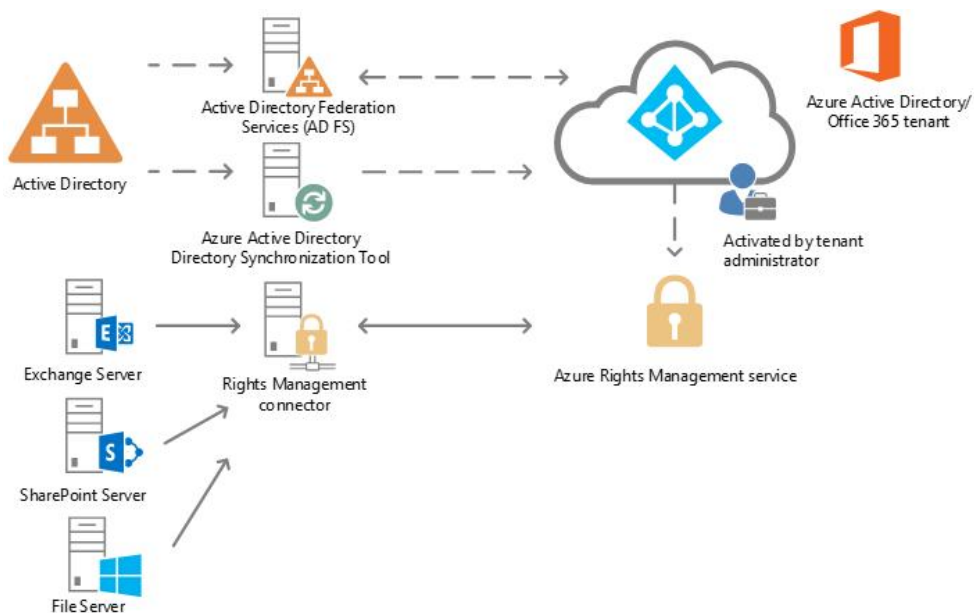 Active Directory Federation
Services (AD FS)
Azure Active Directory/
Office 365 tenant
Active Directory
Azure Active Directory
Directory Synchronization Tool
Activated by tenant
administrator
E
Exchange Server
Rights Management
connector
Azure Rights Management service
S
SharePoint Server
File Server